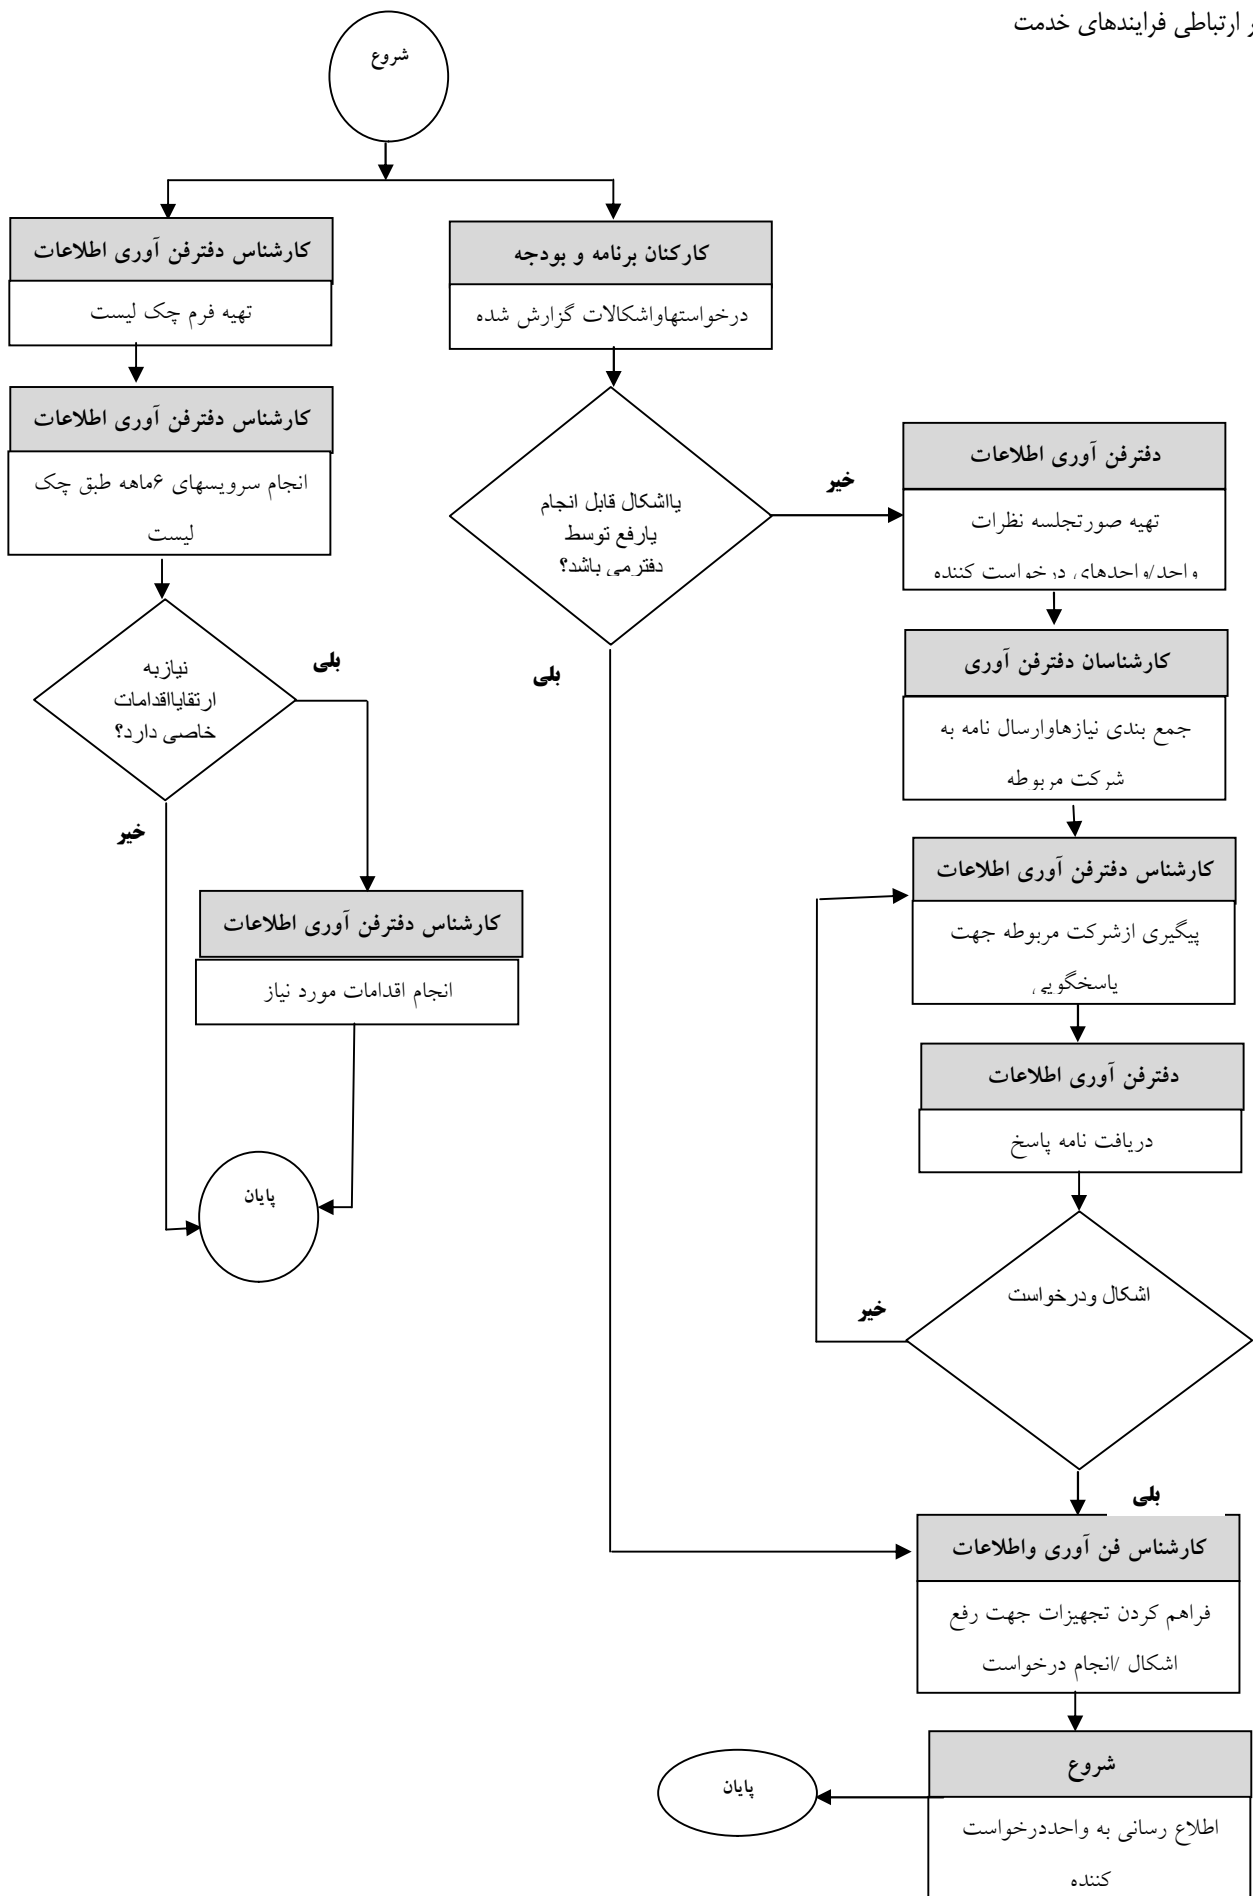 ر ارتباطی فرایندهای خدمت
شروع
کارشناس دفترفن آوری اطلاعات
تهیه فرم چک لیست
کارشناس دفترفن آوری اطلاعات
انجام سرویسهای ۶ماهه طبق چک
لیست
نیازبه
ارتقایااقدامات
خاصی دارد؟
بلی
خیر
کارشناس دفترفن آوری اطلاعات
انجام اقدامات مورد نیاز
پایان
کارکنان برنامه و بودجه
درخواستهاواشکالات گزارش شده
یااشکال قابل انجام
یارفع توسط
دفترمی باشد؟
خیر
بلی
دفترفن آوری اطلاعات
تهیه صورتجلسه نظرات
واحد/واحدهای درخواست کننده
کارشناسان دفترفن آوری
جمع بندی نیازهاوارسال نامه به
شرکت مربوطه
کارشناس دفترفن آوری اطلاعات
پیگیری ازشرکت مربوطه جهت
پاسخگویی
دفترفن آوری اطلاعات
دریافت نامه پاسخ
اشکال ودرخواست
خیر
بلی
کارشناس فن آوری واطلاعات
فراهم کردن تجهیزات جهت رفع
اشکال /انجام درخواست
شروع
اطلاع رسانی به واحددرخواست
کننده
پایان